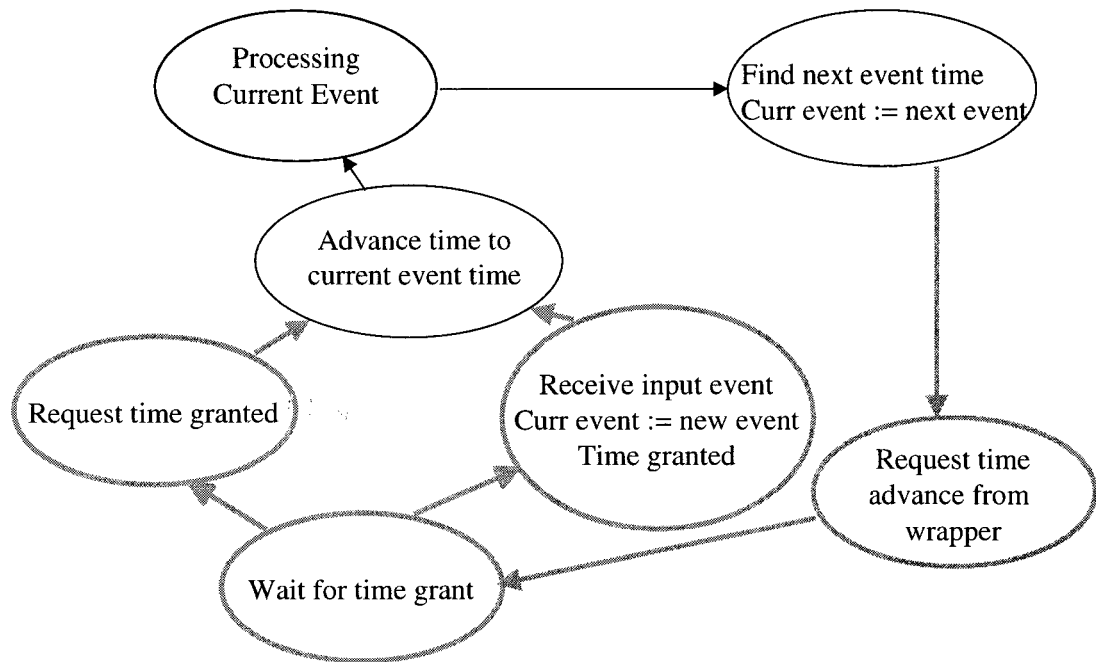 Processing
Current Event
Find next event time
Curr event := next event
Advance time to
current event time
Request time granted
Receive input event
Curr event := new event
Time granted
Request time
advance from
wrapper
Wait for time grant